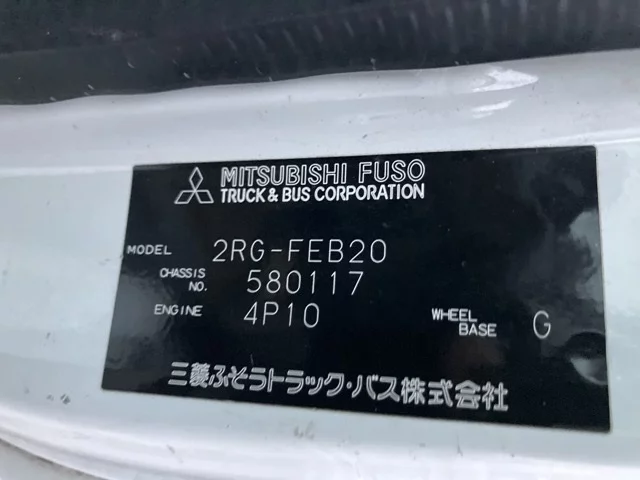 MITSUBISHI FUSO
TRUCK & BUS CORPORATION
MODEL 2RG-FEB20
CHASSIS NO. 580117
ENGINE 4P10 WHEEL BASE G
三菱ふそうトラック・バス株式会社